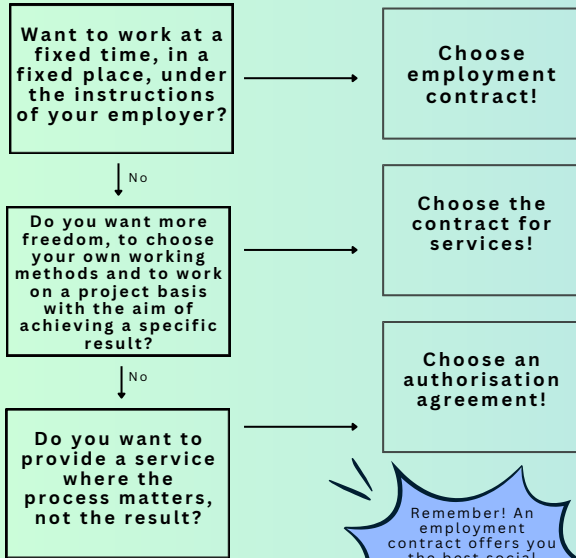 Want to work at a
fixed time, in a
fixed place, under
the instructions
of your employer?
Choose
employment
contract!
No
Do you want more
freedom, to choose
your own working
methods and to work
on a project basis
with the aim of
achieving a specific
result?
Choose the
contract for
services!
No
Do you want to
provide a service
where the
process matters,
not the result?
Choose an
authorisation
agreement!
Remember! An
employment
contract offers you
the best social